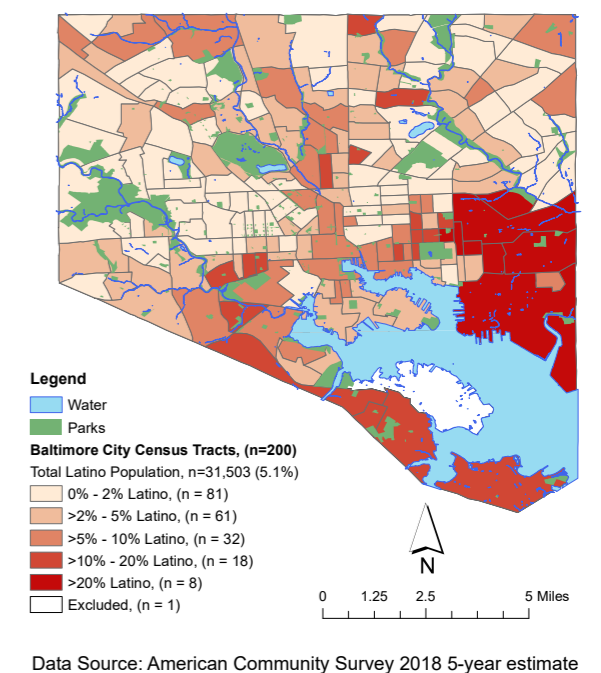 Legend
Water
Parks
Baltimore City Census Tracts, (n=200)
Total Latino Population, n=31,503 (5.1%)
0% - 2% Latino, (n = 81)
>2% - 5% Latino, (n = 61)
>5% - 10% Latino, (n = 32)
>10% - 20% Latino, (n = 18)
>20% Latino, (n = 8)
Excluded, (n = 1)
N
0 1.25 2.5 5 Miles
Data Source: American Community Survey 2018 5-year estimate